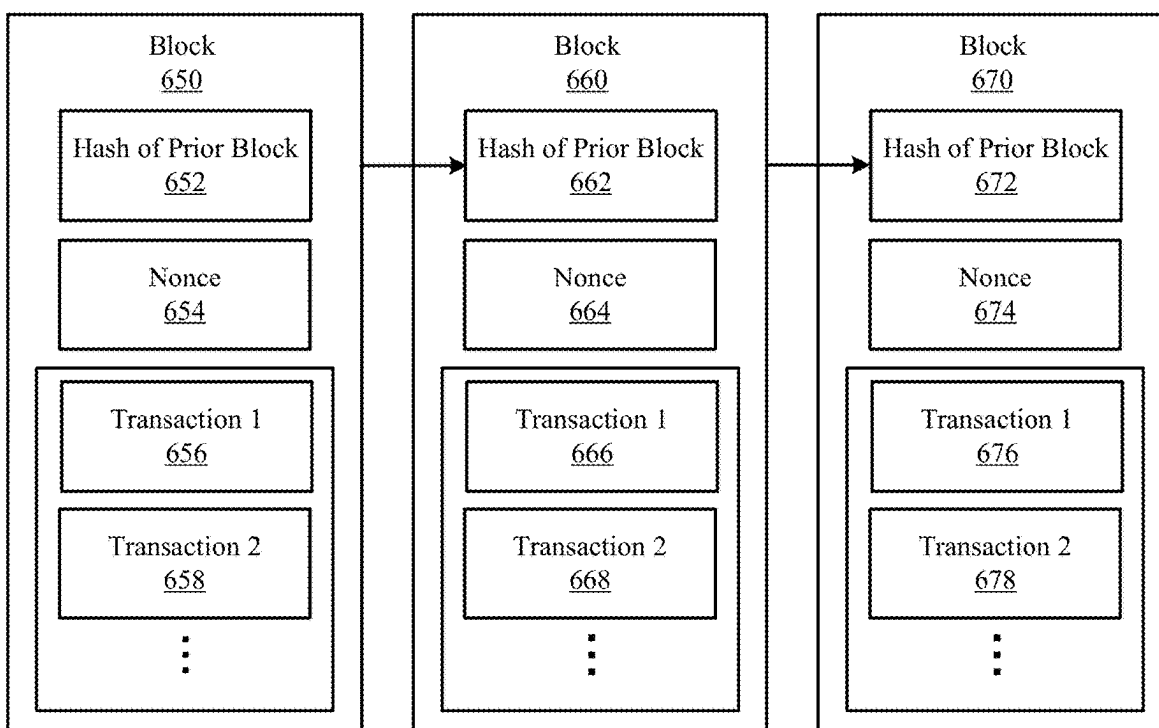 Block
650
Hash of Prior Block
652
Nonce
654
Transaction 1
656
Transaction 2
658
Block
660
Hash of Prior Block
662
Nonce
664
Transaction 1
666
Transaction 2
668
Block
670
Hash of Prior Block
672
Nonce
674
Transaction 1
676
Transaction 2
678